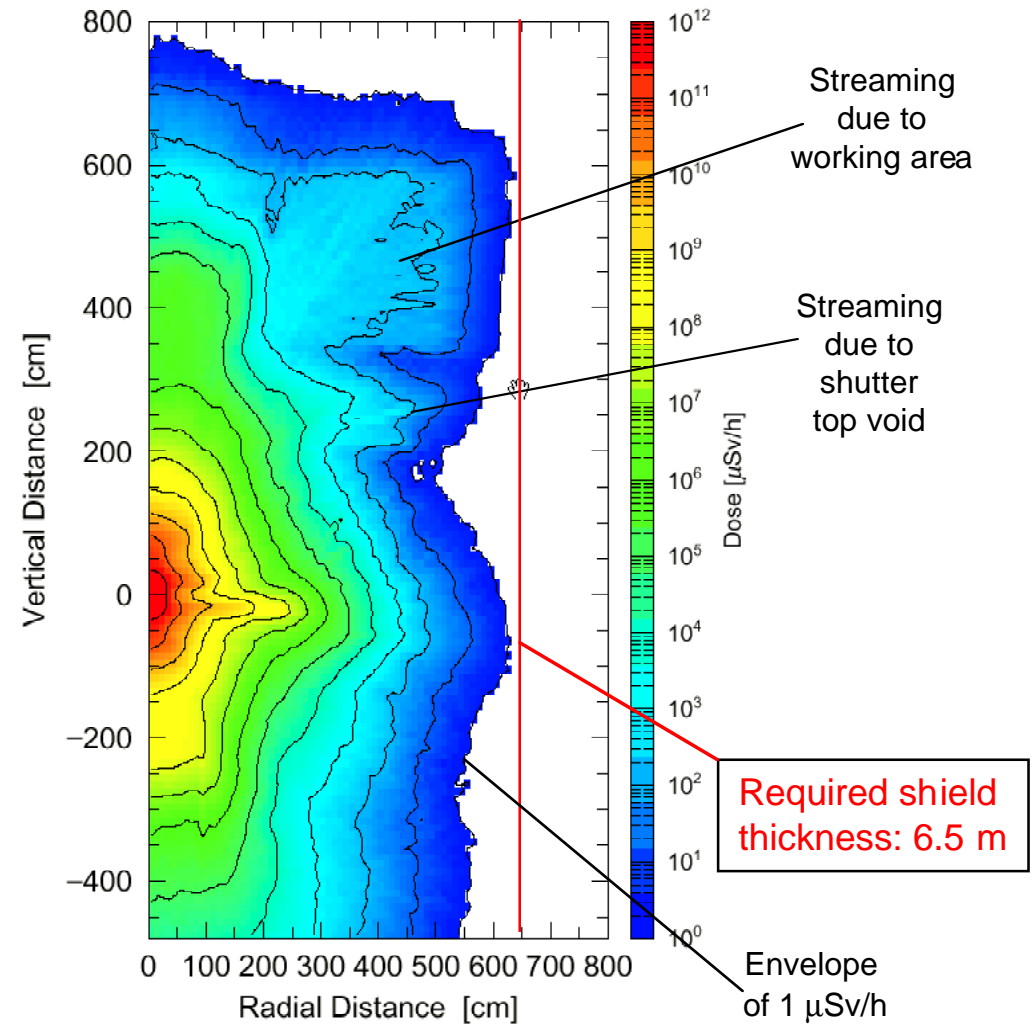 800
600
400
200
0
−200
−400
Vertical Distance [cm]
0 100 200 300 400 500 600 700 800
Radial Distance [cm]
10¹²
10¹¹
10¹⁰
10⁹
10⁸
10⁷
10⁶
10⁵
10⁴
10³
10²
10¹
10⁰
Dose [μSv/h]
Streaming
due to
working area
Streaming
due to
shutter
top void
Required shield
thickness: 6.5 m
Envelope
of 1 μSv/h